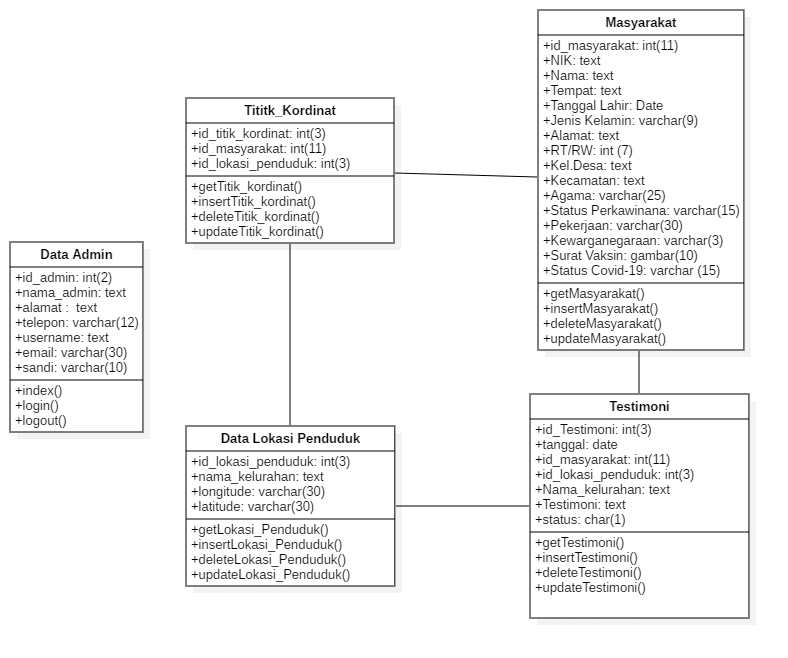 Masyarakat
+id_masyarakat: int(11)
+NIK: text
+Nama: text
+Tempat: text
+Tanggal Lahir: Date
+Jenis Kelamin: varchar(9)
+Alamat: text
+RT/RW: int (7)
+Kel.Desa: text
+Kecamatan: text
+Agama: varchar(25)
+Status Perkawinana: varchar(15)
+Pekerjaan: varchar(30)
+Kewarganegaraan: varchar(3)
+Surat Vaksin: gambar(10)
+Status Covid-19: varchar (15)
+getMasyarakat()
+insertMasyarakat()
+deleteMasyarakat()
+updateMasyarakat()
Tititk_Kordinat
+id_titik_kordinat: int(3)
+id_masyarakat: int(11)
+id_lokasi_penduduk: int(3)
+getTitik_kordinat()
+insertTitik_kordinat()
+deleteTitik_kordinat()
+updateTitik_kordinat()
Data Admin
+id_admin: int(2)
+nama_admin: text
+alamat :  text
+telepon: varchar(12)
+username: text
+email: varchar(30)
+sandi: varchar(10)
+index()
+login()
+logout()
Data Lokasi Penduduk
+id_lokasi_penduduk: int(3)
+nama_kelurahan: text
+longitude: varchar(30)
+latitude: varchar(30)
+getLokasi_Penduduk()
+insertLokasi_Penduduk()
+deleteLokasi_Penduduk()
+updateLokasi_Penduduk()
Testimoni
+id_Testimoni: int(3)
+tanggal: date
+id_masyarakat: int(11)
+id_lokasi_penduduk: int(3)
+Nama_kelurahan: text
+Testimoni: text
+status: char(1)
+getTestimoni()
+insertTestimoni()
+deleteTestimoni()
+updateTestimoni()